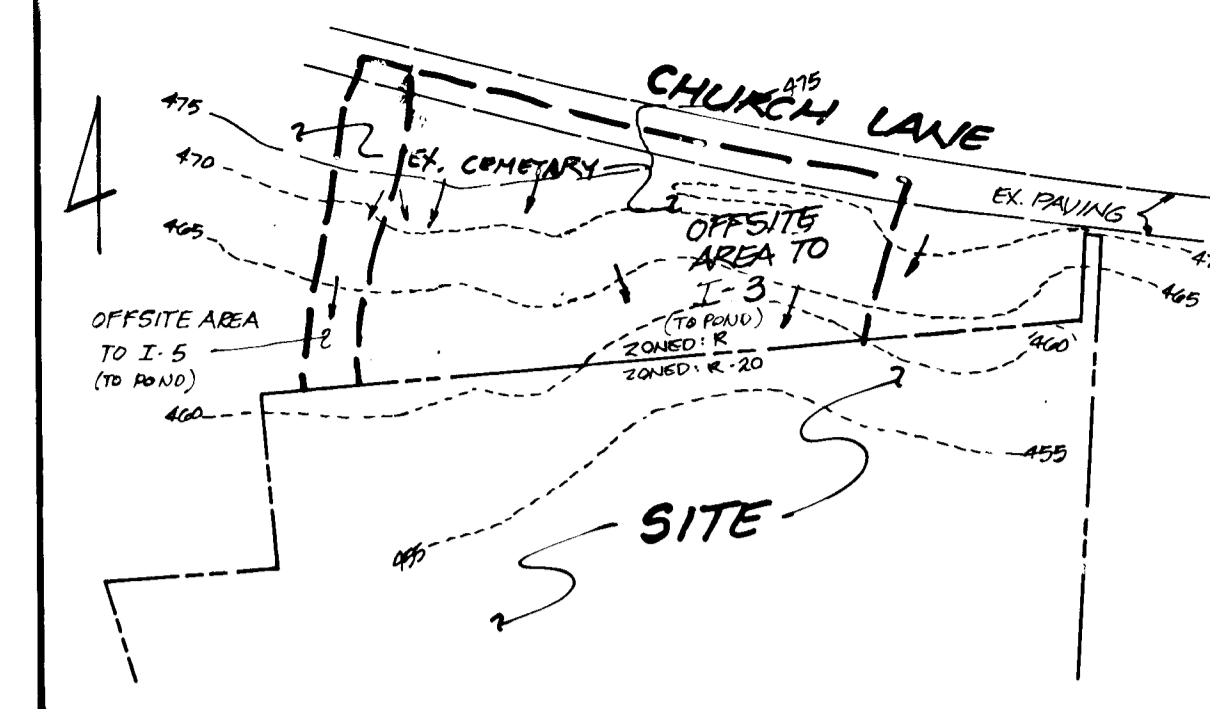 CHURCH LANE
475
475
EX. CEMETARY
470
EX. PAVING
465
OFFSITE
AREA TO
I-3
(TO POND)
465
OFFSITE AREA
TO I-5
(TO POND)
ZONED: R
ZONED: R-20
460
460
455
SITE
455